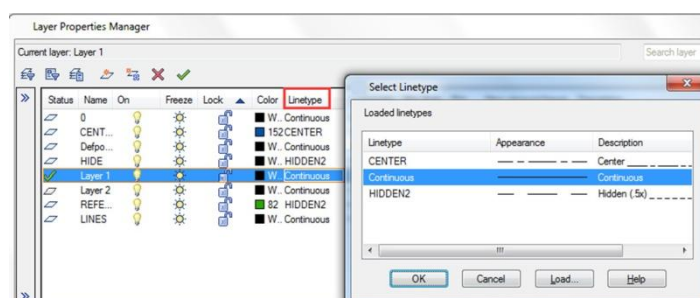 Layer Properties Manager
Current layer: Layer 1
Search layer
Status Name On Freeze Lock Color Linetype
0 W.. Continuous
CENT... 152 CENTER
Defpo... W.. Continuous
HIDE W.. HIDDEN2
Layer 1 W.. Continuous
Layer 2 W.. Continuous
REFE... 82 HIDDEN2
LINES W.. Continuous
Select Linetype
Loaded linetypes
Linetype Appearance Description
CENTER Center
Continuous Continuous
HIDDEN2 Hidden (.5x)
OK Cancel Load... Help